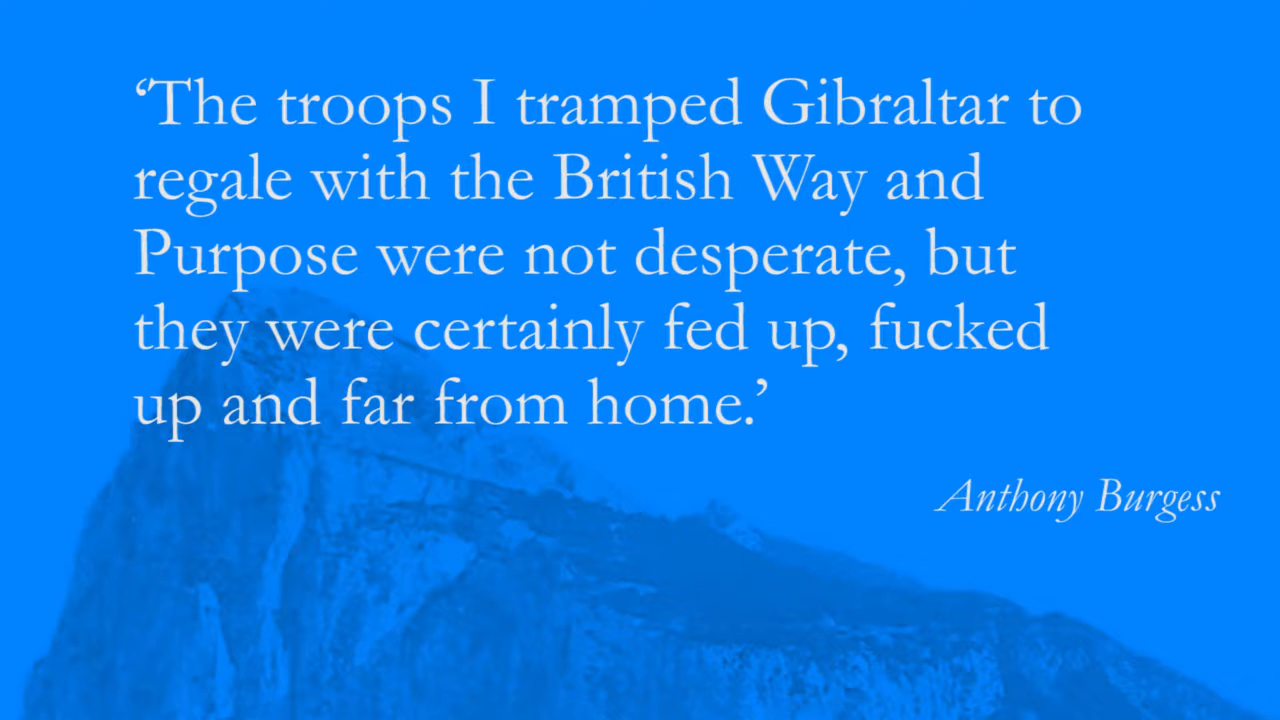 ‘The troops I tramped Gibraltar to
regale with the British Way and
Purpose were not desperate, but
they were certainly fed up, fucked
up and far from home.’
Anthony Burgess